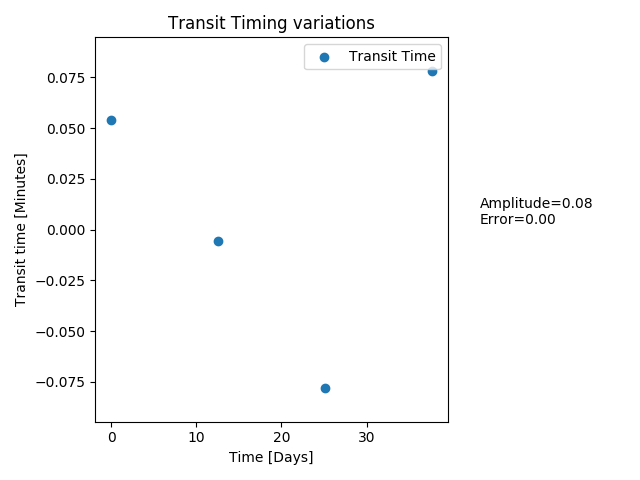 Transit Timing variations
Transit Time
0.075
0.050
0.025
0.000
−0.025
−0.050
−0.075
Transit time [Minutes]
Amplitude=0.08
Error=0.00
0 10 20 30
Time [Days]